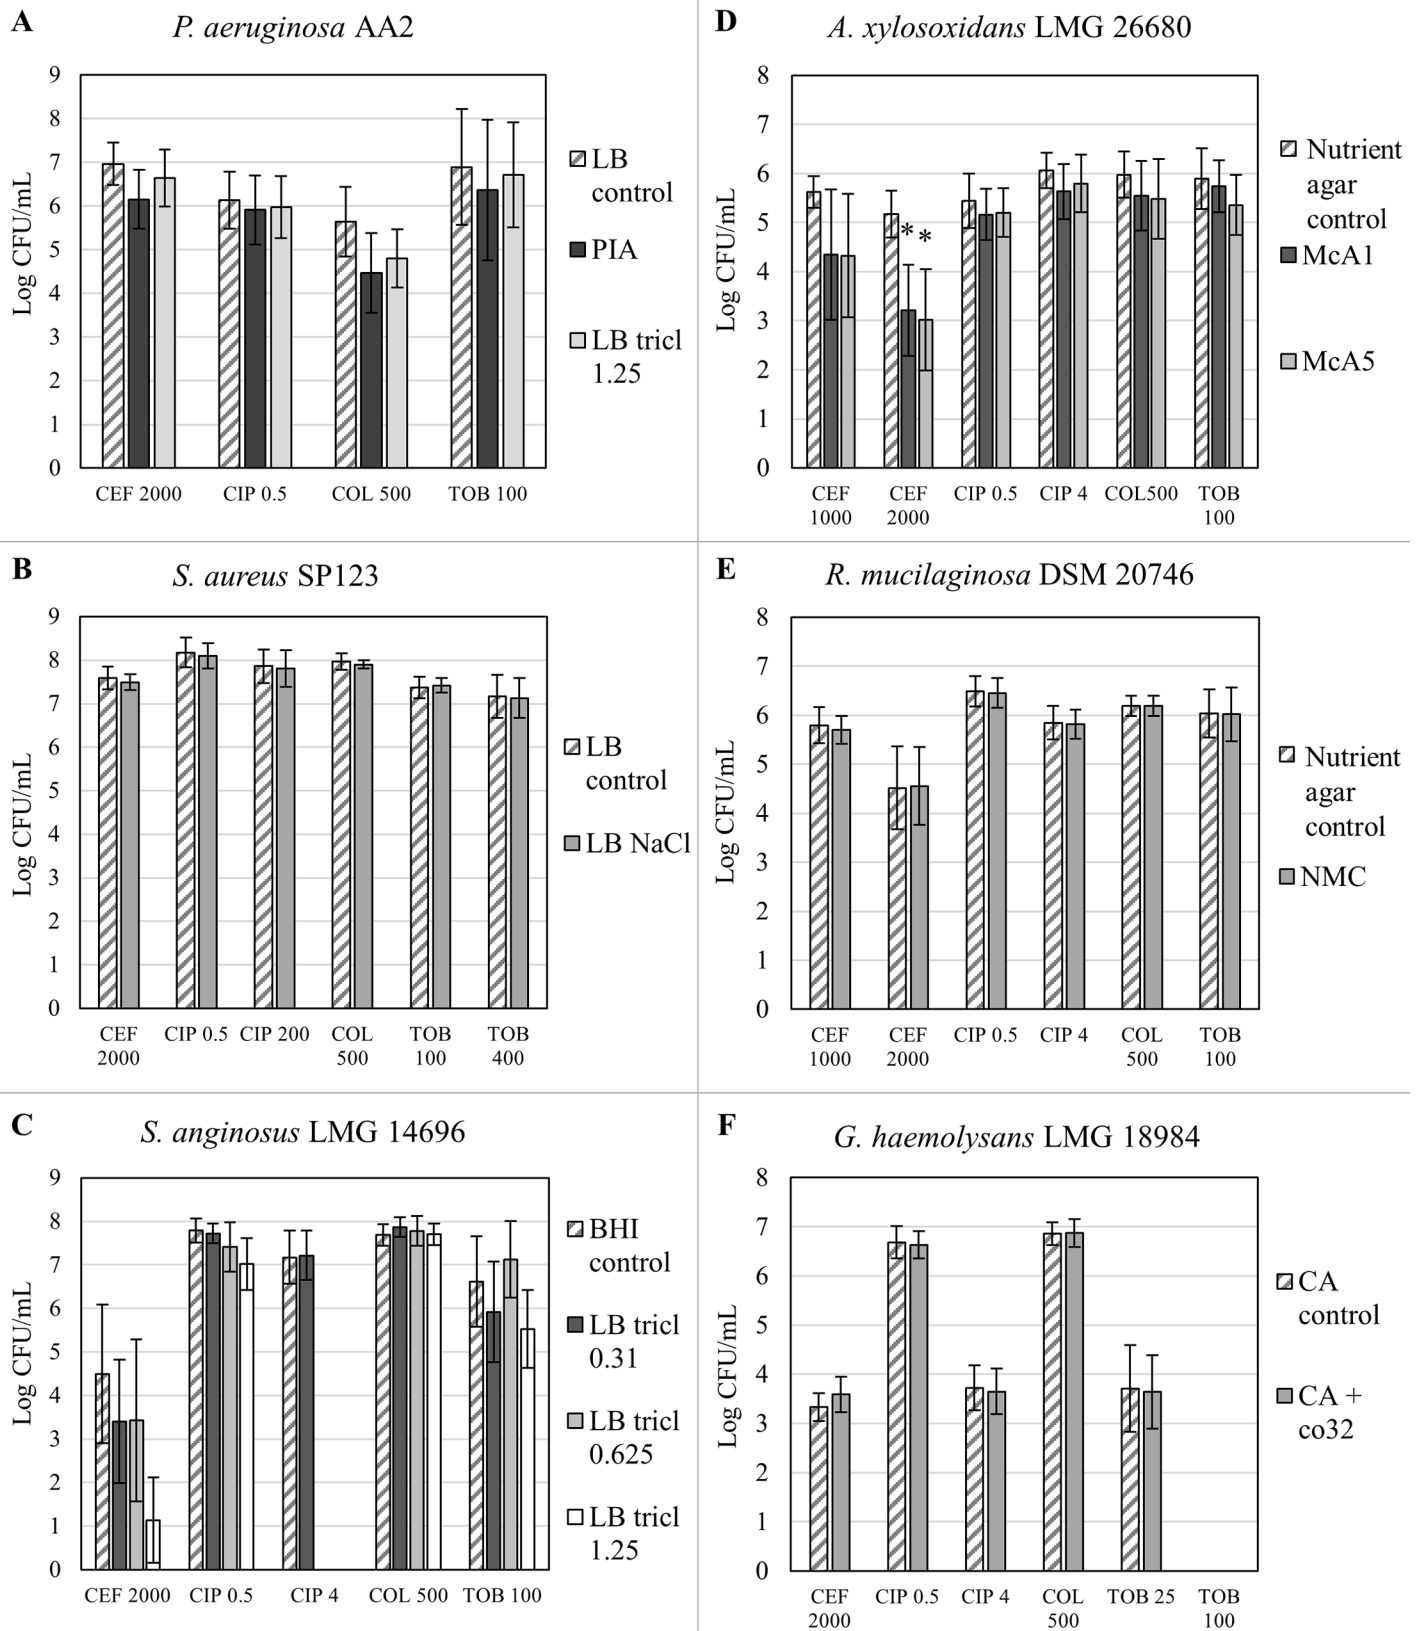 A
P. aeruginosa AA2
9
8
7
6
5
4
3
2
1
0
Log CFU/mL
CEF 2000
CIP 0.5
COL 500
TOB 100
LB
control
PIA
LB tricl
1.25
D
A. xylosoxidans LMG 26680
8
7
6
5
4
3
2
1
0
Log CFU/mL
* *
CEF
1000
CEF
2000
CIP 0.5
CIP 4
COL500
TOB
100
Nutrient
agar
control
McA1
McA5
B
S. aureus SP123
9
8
7
6
5
4
3
2
1
0
Log CFU/mL
CEF
2000
CIP 0.5
CIP 200
COL
500
TOB
100
TOB
400
LB
control
LB NaCl
E
R. mucilaginosa DSM 20746
8
7
6
5
4
3
2
1
0
Log CFU/mL
CEF
1000
CEF
2000
CIP 0.5
CIP 4
COL
500
TOB
100
Nutrient
agar
control
NMC
C
S. anginosus LMG 14696
9
8
7
6
5
4
3
2
1
0
Log CFU/mL
CEF 2000
CIP 0.5
CIP 4
COL 500
TOB 100
BHI
control
LB tricl
0.31
LB tricl
0.625
LB tricl
1.25
F
G. haemolysans LMG 18984
8
7
6
5
4
3
2
1
0
Log CFU/mL
CEF
2000
CIP 0.5
CIP 4
COL
500
TOB 25
TOB
100
CA
control
CA +
co32